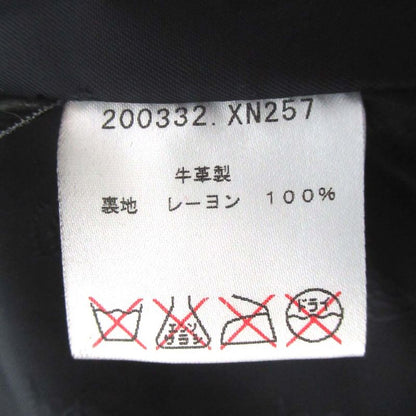 200332. XN257
牛革製
裏地 レーヨン 100%
エンソ
サラシ
ドライ